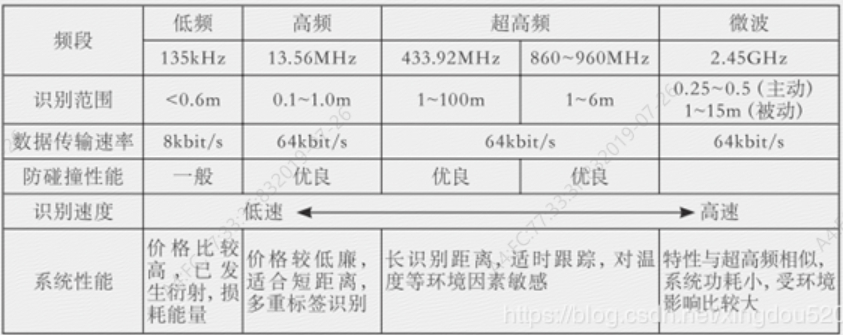 频段 低频 高频 超高频 微波
135kHz 13.56MHz 433.92MHz 860~960MHz 2.45GHz
识别范围 <0.6m 0.1~1.0m 1~100m 1~6m 0.25~0.5 (主动)
1~15m (被动)
数据传输速率 8kbit/s 64kbit/s 64kbit/s 64kbit/s
防碰撞性能 一般 优良 优良 优良
识别速度 低速 高速
系统性能
价格比较
高，已发
生衍射，损
耗能量
价格较低廉，
适合短距离，
多重标签识别
长识别距离，适时跟踪，对温
度等环境因素敏感
特性与超高频相似，
系统功耗小，受环境
影响比较大